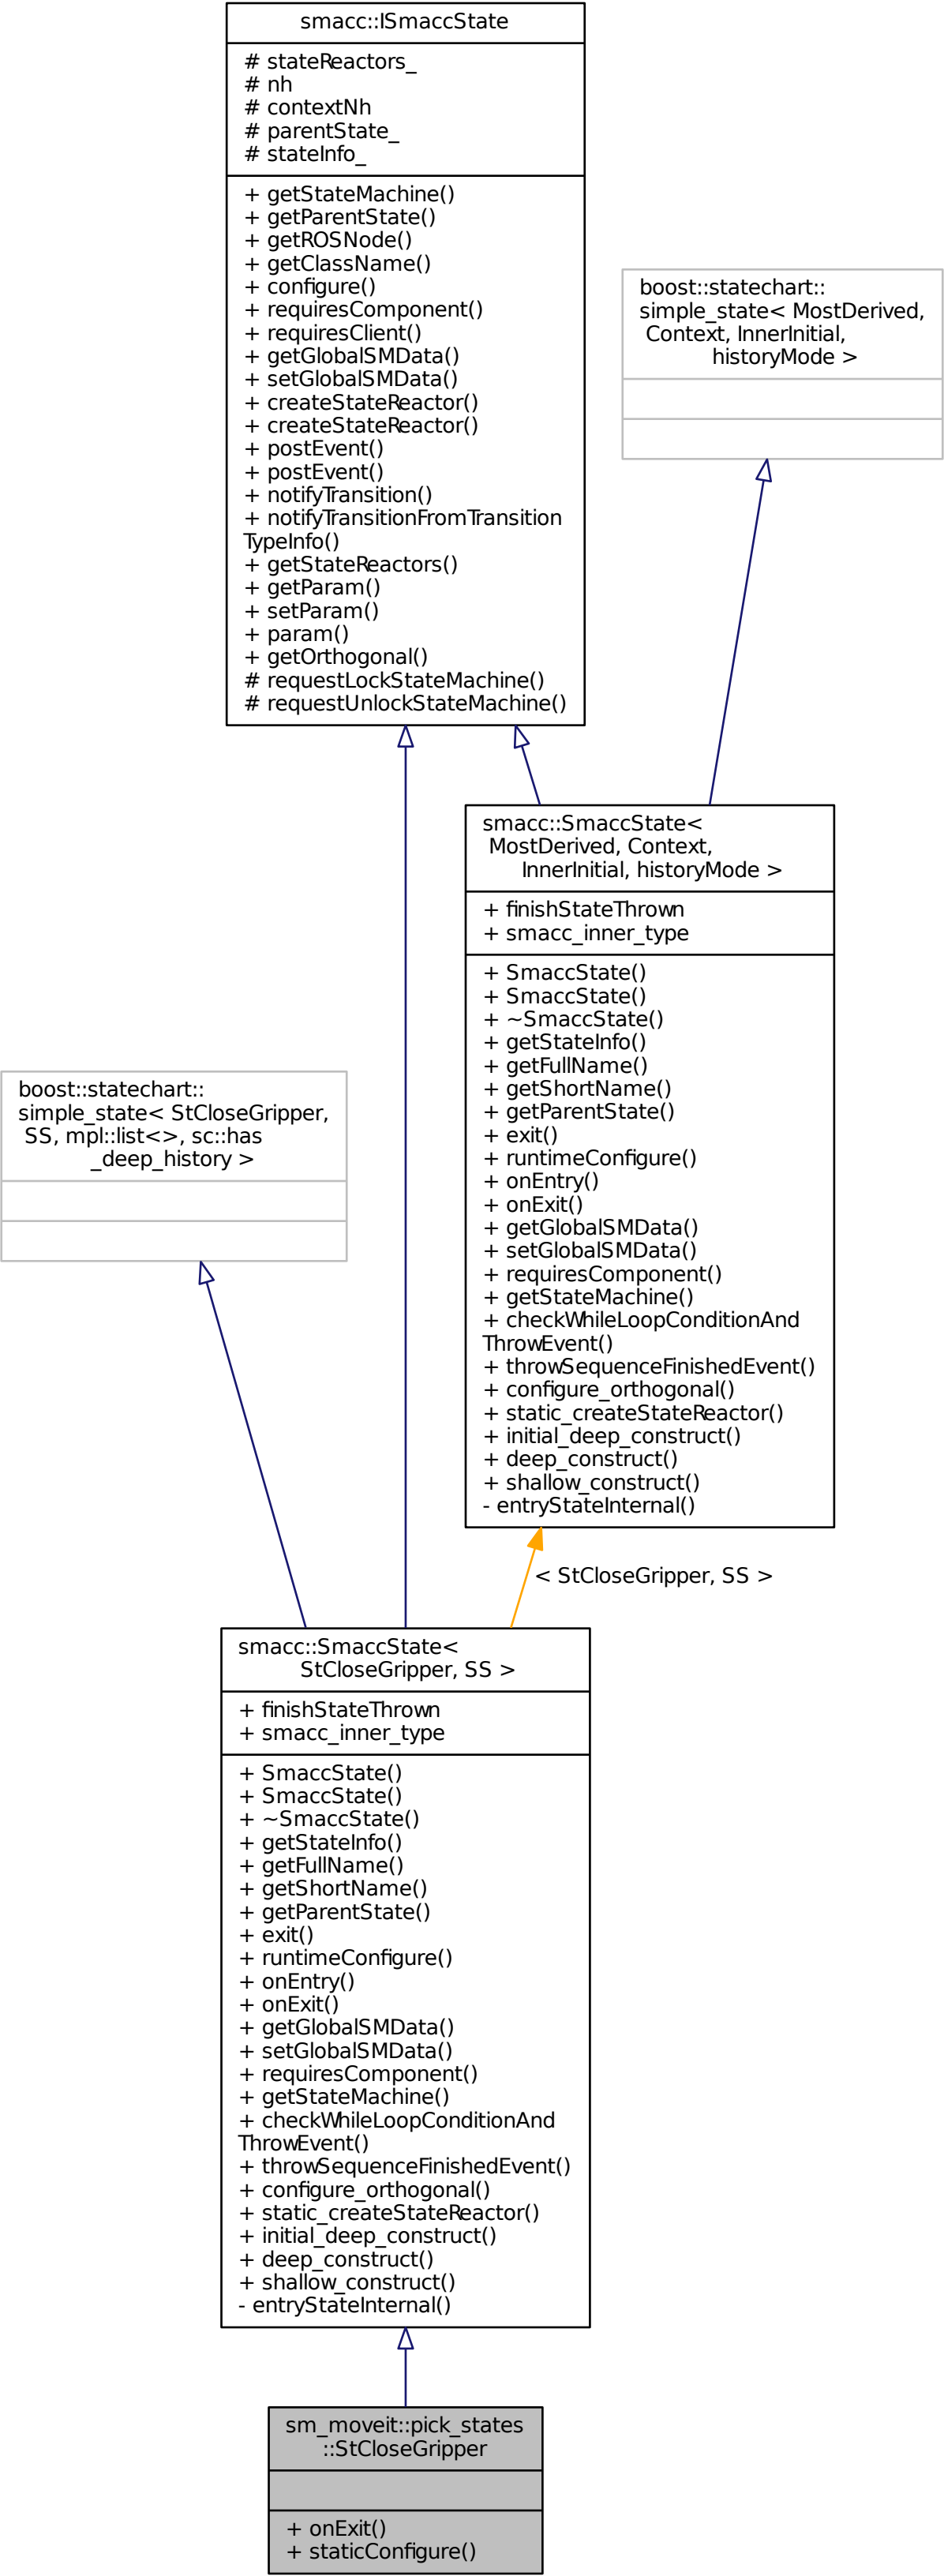 smacc::ISmaccState
# stateReactors_
# nh
# contextNh
# parentState_
# stateInfo_
+ getStateMachine()
+ getParentState()
+ getROSNode()
+ getClassName()
+ configure()
+ requiresComponent()
+ requiresClient()
+ getGlobalSMData()
+ setGlobalSMData()
+ createStateReactor()
+ createStateReactor()
+ postEvent()
+ postEvent()
+ notifyTransition()
+ notifyTransitionFromTransition
TypeInfo()
+ getStateReactors()
+ getParam()
+ setParam()
+ param()
+ getOrthogonal()
# requestLockStateMachine()
# requestUnlockStateMachine()
boost::statechart::
simple_state< MostDerived,
Context, InnerInitial,
historyMode >
smacc::SmaccState<
MostDerived, Context,
InnerInitial, historyMode >
+ finishStateThrown
+ smacc_inner_type
+ SmaccState()
+ SmaccState()
+ ~SmaccState()
+ getStateInfo()
+ getFullName()
+ getShortName()
+ getParentState()
+ exit()
+ runtimeConfigure()
+ onEntry()
+ onExit()
+ getGlobalSMData()
+ setGlobalSMData()
+ requiresComponent()
+ getStateMachine()
+ checkWhileLoopConditionAnd
ThrowEvent()
+ throwSequenceFinishedEvent()
+ configure_orthogonal()
+ static_createStateReactor()
+ initial_deep_construct()
+ deep_construct()
+ shallow_construct()
- entryStateInternal()
boost::statechart::
simple_state< StCloseGripper,
SS, mpl::list<>, sc::has
_deep_history >
< StCloseGripper, SS >
smacc::SmaccState<
StCloseGripper, SS >
+ finishStateThrown
+ smacc_inner_type
+ SmaccState()
+ SmaccState()
+ ~SmaccState()
+ getStateInfo()
+ getFullName()
+ getShortName()
+ getParentState()
+ exit()
+ runtimeConfigure()
+ onEntry()
+ onExit()
+ getGlobalSMData()
+ setGlobalSMData()
+ requiresComponent()
+ getStateMachine()
+ checkWhileLoopConditionAnd
ThrowEvent()
+ throwSequenceFinishedEvent()
+ configure_orthogonal()
+ static_createStateReactor()
+ initial_deep_construct()
+ deep_construct()
+ shallow_construct()
- entryStateInternal()
sm_moveit::pick_states
::StCloseGripper
+ onExit()
+ staticConfigure()